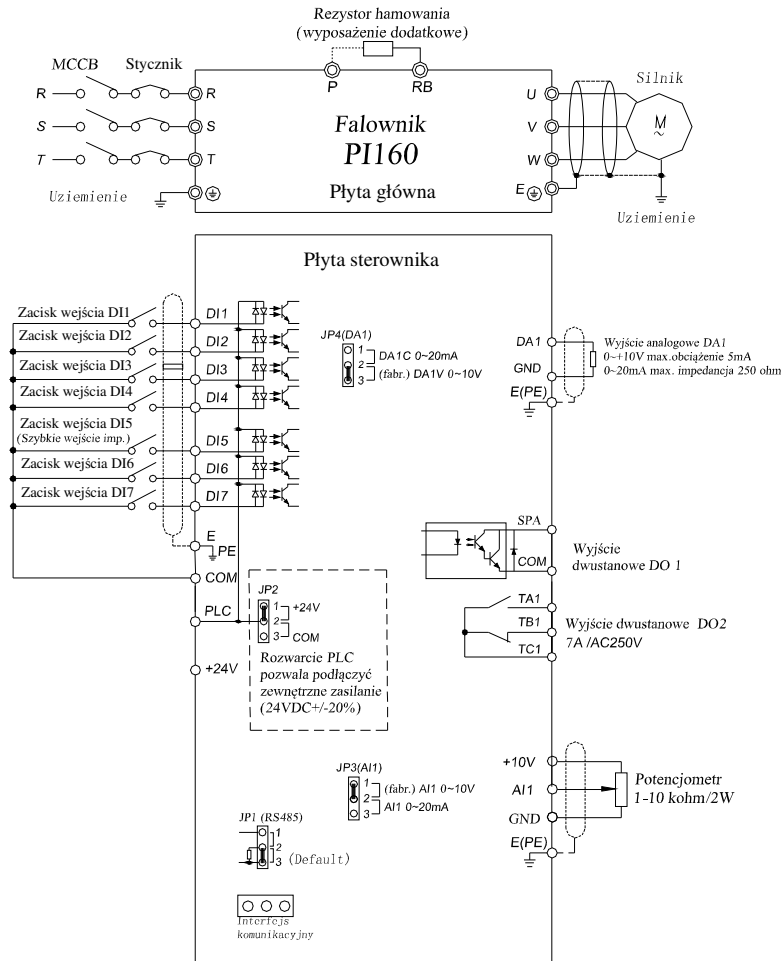 Rezystor hamowania
(wyposażenie dodatkowe)
MCCB
Stycznik
P
RB
R
R
S
S
T
T
Uziemienie
Falownik
PI160
Płyta główna
U
V
W
E
Silnik
M
~
Uziemienie
Płyta sterownika
Zacisk wejścia DI1
Zacisk wejścia DI2
Zacisk wejścia DI3
Zacisk wejścia DI4
Zacisk wejścia DI5
(Szybkie wejście imp.)
Zacisk wejścia DI6
Zacisk wejścia DI7
DI1
DI2
DI3
DI4
DI5
DI6
DI7
E
PE
COM
PLC
+24V
JP4(DA1)
1
2
3
DA1C 0~20mA
(fabr.) DA1V 0~10V
DA1
GND
E(PE)
Wyjście analogowe DA1
0~+10V max.obciążenie 5mA
0~20mA max. impedancja 250 ohm
SPA
COM
Wyjście
dwustanowe DO 1
TA1
TB1
TC1
Wyjście dwustanowe DO2
7A /AC250V
JP2
1
2
3
+24V
COM
Rozwarcie PLC
pozwala podłączyć
zewnętrzne zasilanie
(24VDC+/-20%)
JP3(AI1)
1
2
3
(fabr.) AI1 0~10V
AI1 0~20mA
+10V
AI1
GND
E(PE)
Potencjometr
1-10 kohm/2W
JP1 (RS485)
1
2
3
(Default)
Interfejs
komunikacyjny